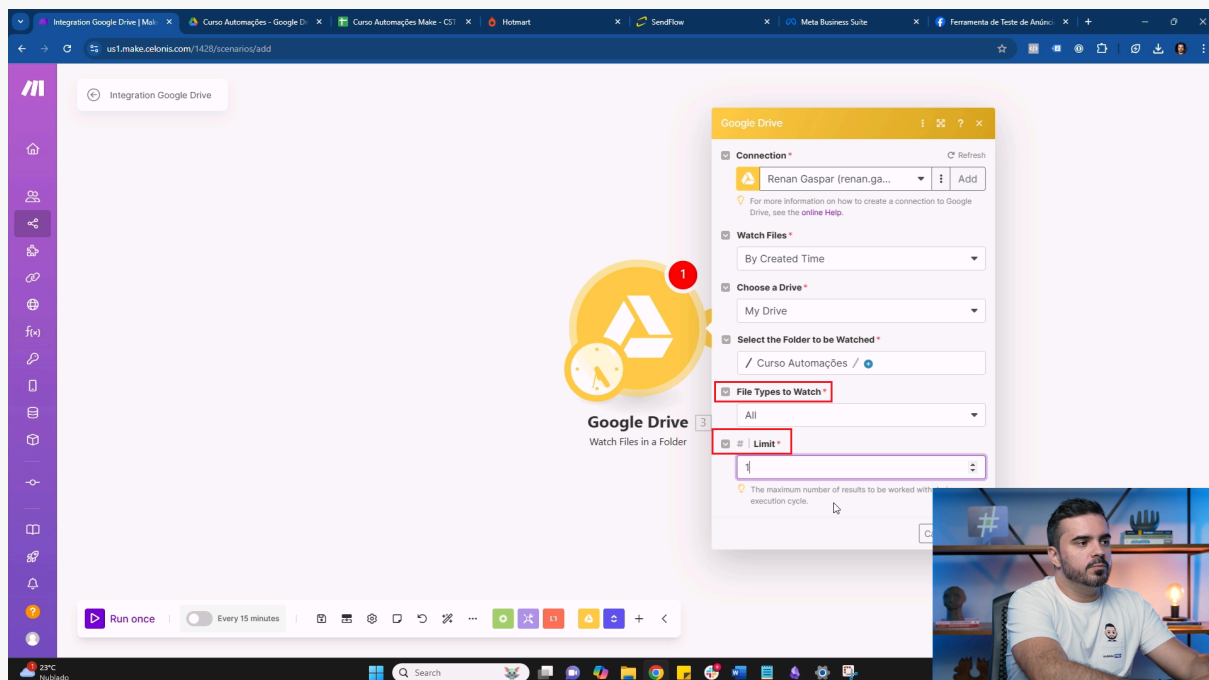 Integration Google Drive | Mak
Curso Automações - Google Dr
Curso Automações Make - CST
Hotmart
SendFlow
Meta Business Suite
Ferramenta de Teste de Anúnci
us1.make.celonis.com/1428/scenarios/add
Integration Google Drive
Google Drive
Connection *
Refresh
Renan Gaspar (renan.ga...
Add
For more information on how to create a connection to Google
Drive, see the online Help.
Watch Files *
By Created Time
Choose a Drive *
My Drive
Select the Folder to be Watched *
/ Curso Automações /
File Types to Watch *
All
# Limit *
1
The maximum number of results to be worked with
execution cycle.
1
Google Drive 3
Watch Files in a Folder
Run once
Every 15 minutes
1
23°C
Nublado
Search